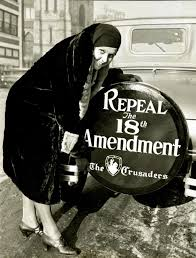 REPEAL
The
18th
Amendment
The Crusaders